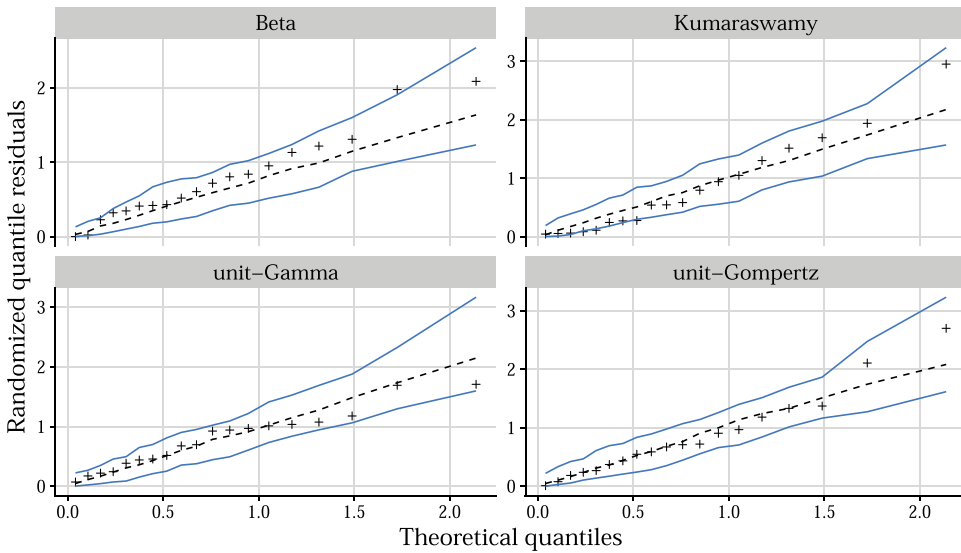 Beta
Kumaraswamy
2
1
0
3
2
1
0
unit−Gamma
unit−Gompertz
3
2
1
0
3
2
1
0
0.0 0.5 1.0 1.5 2.0
0.0 0.5 1.0 1.5 2.0
Theoretical quantiles
Randomized quantile residuals